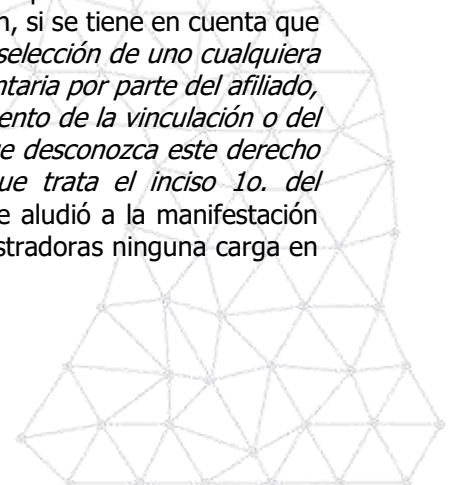 n, si se tiene en cuenta que
selección de uno cualquiera
ntaria por parte del afiliado,
ento de la vinculación o del
ue desconozca este derecho
ue trata el inciso 1o. del
e aludió a la manifestación
stradoras ninguna carga en